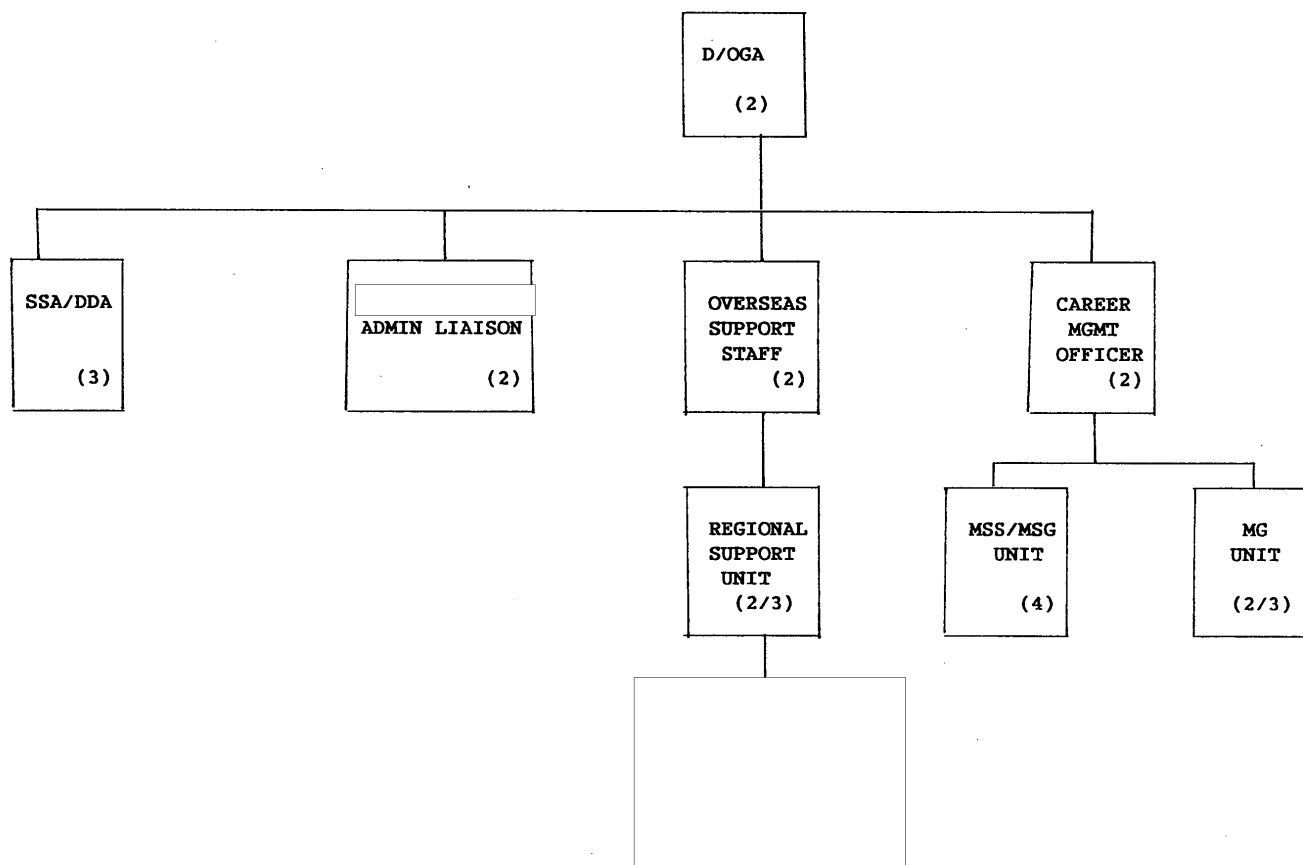 D/OGA
(2)
SSA/DDA
(3)
ADMIN LIAISON
(2)
OVERSEAS
SUPPORT
STAFF
(2)
CAREER
MGMT
OFFICER
(2)
REGIONAL
SUPPORT
UNIT
(2/3)
MSS/MSG
UNIT
(4)
MG
UNIT
(2/3)